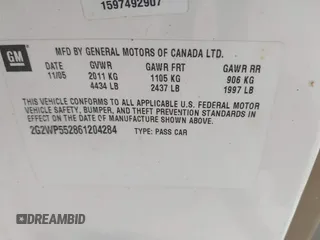 1597492907
GM
MFD BY GENERAL MOTORS OF CANADA LTD.
DATE GVWR GAWR FRT GAWR RR
11/05 2011 KG 1105 KG 906 KG
4434 LB 2437 LB 1997 LB
THIS VEHICLE CONFORMS TO ALL APPLICABLE U.S. FEDERAL MOTOR
VEHICLE SAFETY, BUMPER, AND THEFT PREVENTION STANDARDS IN
EFFECT ON THE DATE OF MANUFACTURE SHOWN ABOVE.
2G2WP552861204284 TYPE: PASS CAR
2DREAMBID